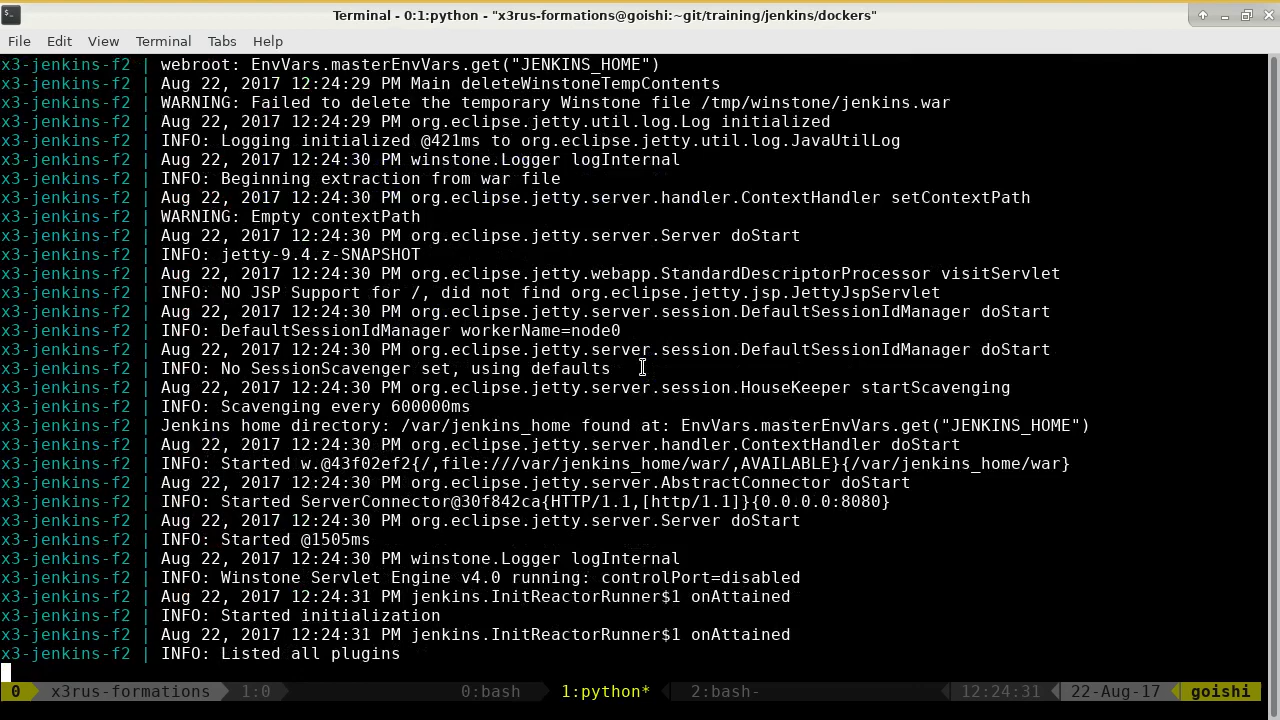 Terminal - 0:1:python - "x3rus-formations@goishi:~git/training/jenkins/dockers"
File Edit View Terminal Tabs Help
x3-jenkins-f2 | webroot: EnvVars.masterEnvVars.get("JENKINS_HOME")
x3-jenkins-f2 | Aug 22, 2017 12:24:29 PM Main deleteWinstoneTempContents
x3-jenkins-f2 | WARNING: Failed to delete the temporary Winstone file /tmp/winstone/jenkins.war
x3-jenkins-f2 | Aug 22, 2017 12:24:29 PM org.eclipse.jetty.util.log.Log initialized
x3-jenkins-f2 | INFO: Logging initialized @421ms to org.eclipse.jetty.util.log.JavaUtilLog
x3-jenkins-f2 | Aug 22, 2017 12:24:30 PM winstone.Logger logInternal
x3-jenkins-f2 | INFO: Beginning extraction from war file
x3-jenkins-f2 | Aug 22, 2017 12:24:30 PM org.eclipse.jetty.server.handler.ContextHandler setContextPath
x3-jenkins-f2 | WARNING: Empty contextPath
x3-jenkins-f2 | Aug 22, 2017 12:24:30 PM org.eclipse.jetty.server.Server doStart
x3-jenkins-f2 | INFO: jetty-9.4.z-SNAPSHOT
x3-jenkins-f2 | Aug 22, 2017 12:24:30 PM org.eclipse.jetty.webapp.StandardDescriptorProcessor visitServlet
x3-jenkins-f2 | INFO: NO JSP Support for /, did not find org.eclipse.jetty.jsp.JettyJspServlet
x3-jenkins-f2 | Aug 22, 2017 12:24:30 PM org.eclipse.jetty.server.session.DefaultSessionIdManager doStart
x3-jenkins-f2 | INFO: DefaultSessionIdManager workerName=node0
x3-jenkins-f2 | Aug 22, 2017 12:24:30 PM org.eclipse.jetty.server.session.DefaultSessionIdManager doStart
x3-jenkins-f2 | INFO: No SessionScavenger set, using defaults
x3-jenkins-f2 | Aug 22, 2017 12:24:30 PM org.eclipse.jetty.server.session.HouseKeeper startScavenging
x3-jenkins-f2 | INFO: Scavenging every 600000ms
x3-jenkins-f2 | Jenkins home directory: /var/jenkins_home found at: EnvVars.masterEnvVars.get("JENKINS_HOME")
x3-jenkins-f2 | Aug 22, 2017 12:24:30 PM org.eclipse.jetty.server.handler.ContextHandler doStart
x3-jenkins-f2 | INFO: Started w.@43f02ef2{/,file:///var/jenkins_home/war/,AVAILABLE}{/var/jenkins_home/war}
x3-jenkins-f2 | Aug 22, 2017 12:24:30 PM org.eclipse.jetty.server.AbstractConnector doStart
x3-jenkins-f2 | INFO: Started ServerConnector@30f842ca{HTTP/1.1,[http/1.1]}{0.0.0.0:8080}
x3-jenkins-f2 | Aug 22, 2017 12:24:30 PM org.eclipse.jetty.server.Server doStart
x3-jenkins-f2 | INFO: Started @1505ms
x3-jenkins-f2 | Aug 22, 2017 12:24:30 PM winstone.Logger logInternal
x3-jenkins-f2 | INFO: Winstone Servlet Engine v4.0 running: controlPort=disabled
x3-jenkins-f2 | Aug 22, 2017 12:24:31 PM jenkins.InitReactorRunner$1 onAttained
x3-jenkins-f2 | INFO: Started initialization
x3-jenkins-f2 | Aug 22, 2017 12:24:31 PM jenkins.InitReactorRunner$1 onAttained
x3-jenkins-f2 | INFO: Listed all plugins
0 x3rus-formations 1:0 0:bash 1:python* 2:bash- 12:24:31 22-Aug-17 goishi